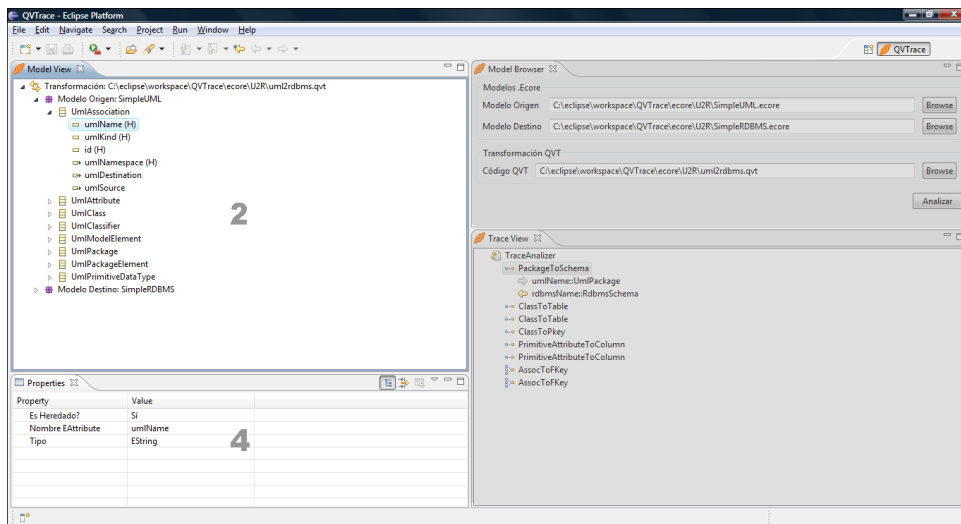 QVTrace - Eclipse Platform
File Edit Navigate Search Project Run Window Help
QVTrace
Model View
Transformación: C:\eclipse\workspace\QVTrace\ecore\U2R\uml2rdbms.qvt
Modelo Origen: SimpleUML
UmlAssociation
umlName (H)
umlKind (H)
id (H)
umlNamespace (H)
umlDestination
umlSource
UmlAttribute
UmlClass
UmlClassifier
UmlModelElement
UmlPackage
UmlPackageElement
UmlPrimitiveDataType
Modelo Destino: SimpleRDBMS
2
Model Browser
Modelos .Ecore
Modelo Origen C:\eclipse\workspace\QVTrace\ecore\U2R\SimpleUML.ecore Browse
Modelo Destino C:\eclipse\workspace\QVTrace\ecore\U2R\SimpleRDBMS.ecore Browse
Transformación QVT
Código QVT C:\eclipse\workspace\QVTrace\ecore\U2R\uml2rdbms.qvt Browse
Analizar
Trace View
TraceAnalizer
PackageToSchema
umlName::UmlPackage
rdbmsName::RdbmsSchema
ClassToTable
ClassToTable
ClassToPkey
PrimitiveAttributeToColumn
PrimitiveAttributeToColumn
AssocToFKey
AssocToFKey
Properties
Property Value
Es Heredado? Sí
Nombre EAttribute umlName
Tipo EString
4